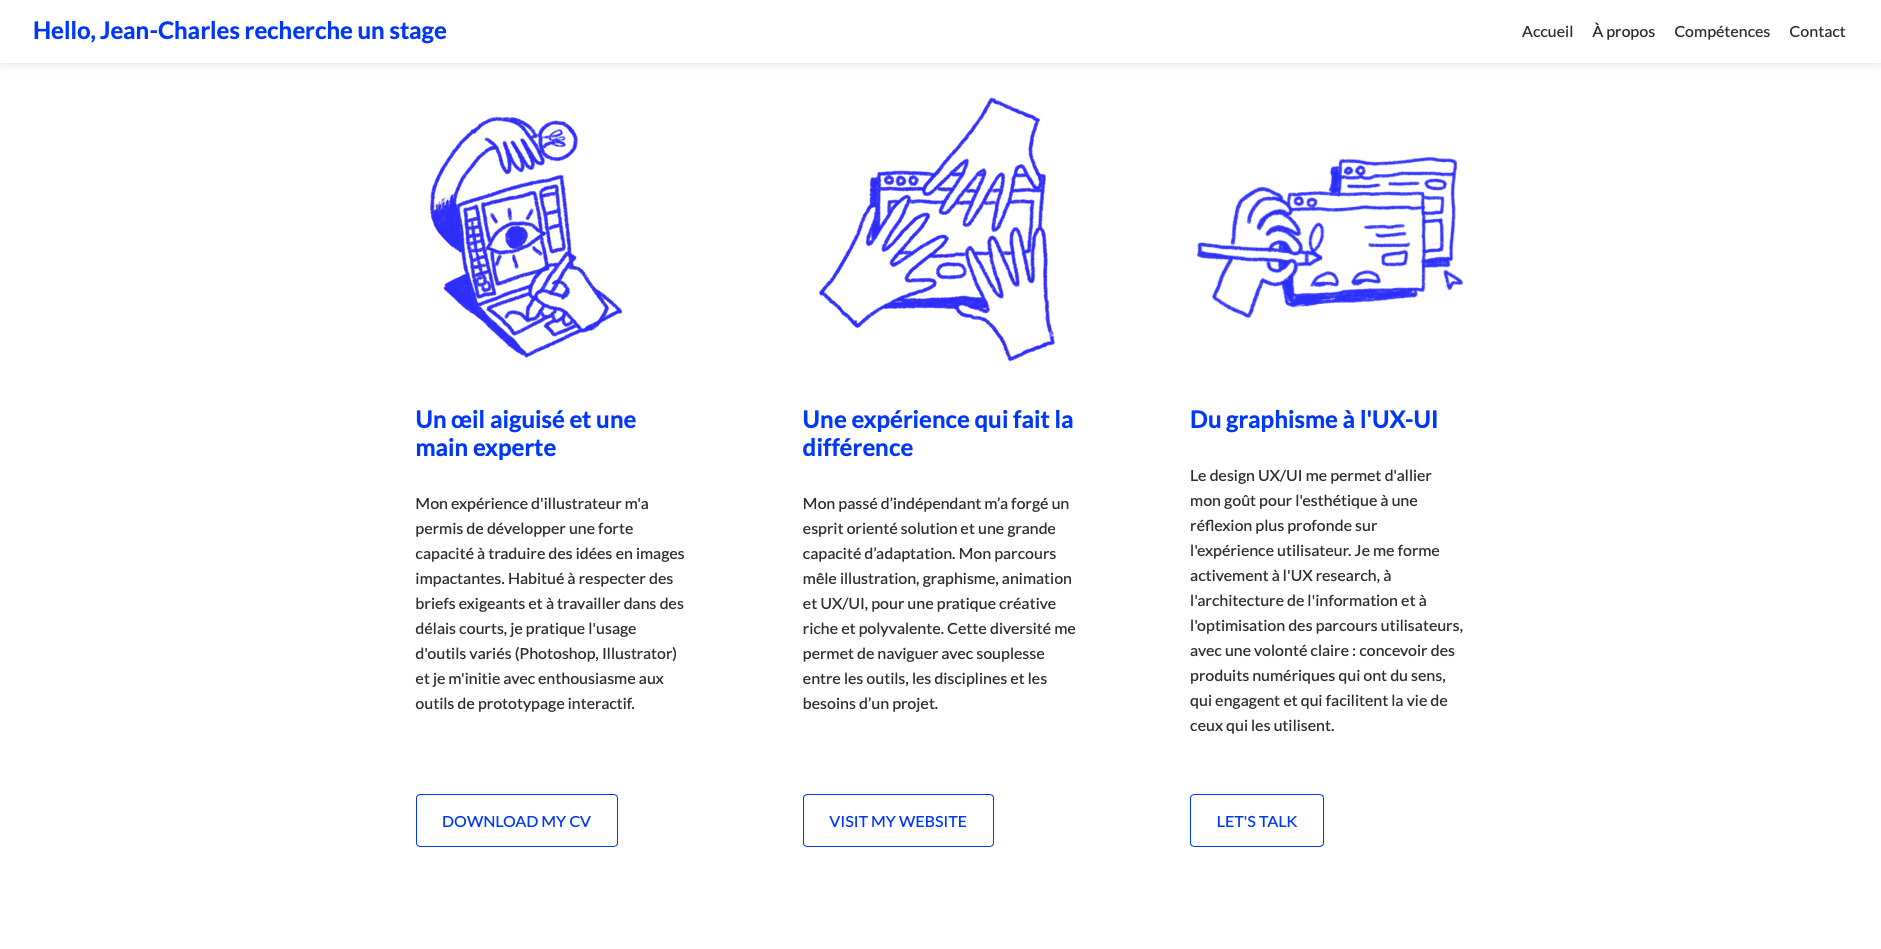 Hello, Jean-Charles recherche un stage
Accueil À propos Compétences Contact
Un œil aiguisé et une
main experte
Mon expérience d'illustrateur m'a
permis de développer une forte
capacité à traduire des idées en images
impactantes. Habitué à respecter des
briefs exigeants et à travailler dans des
délais courts, je pratique l'usage
d'outils variés (Photoshop, Illustrator)
et je m'initie avec enthousiasme aux
outils de prototypage interactif.
DOWNLOAD MY CV
Une expérience qui fait la
différence
Mon passé d’indépendant m’a forgé un
esprit orienté solution et une grande
capacité d’adaptation. Mon parcours
mêle illustration, graphisme, animation
et UX/UI, pour une pratique créative
riche et polyvalente. Cette diversité me
permet de naviguer avec souplesse
entre les outils, les disciplines et les
besoins d’un projet.
VISIT MY WEBSITE
Du graphisme à l'UX-UI
Le design UX/UI me permet d'allier
mon goût pour l'esthétique à une
réflexion plus profonde sur
l'expérience utilisateur. Je me forme
activement à l'UX research, à
l'architecture de l'information et à
l'optimisation des parcours utilisateurs,
avec une volonté claire : concevoir des
produits numériques qui ont du sens,
qui engagent et qui facilitent la vie de
ceux qui les utilisent.
LET'S TALK